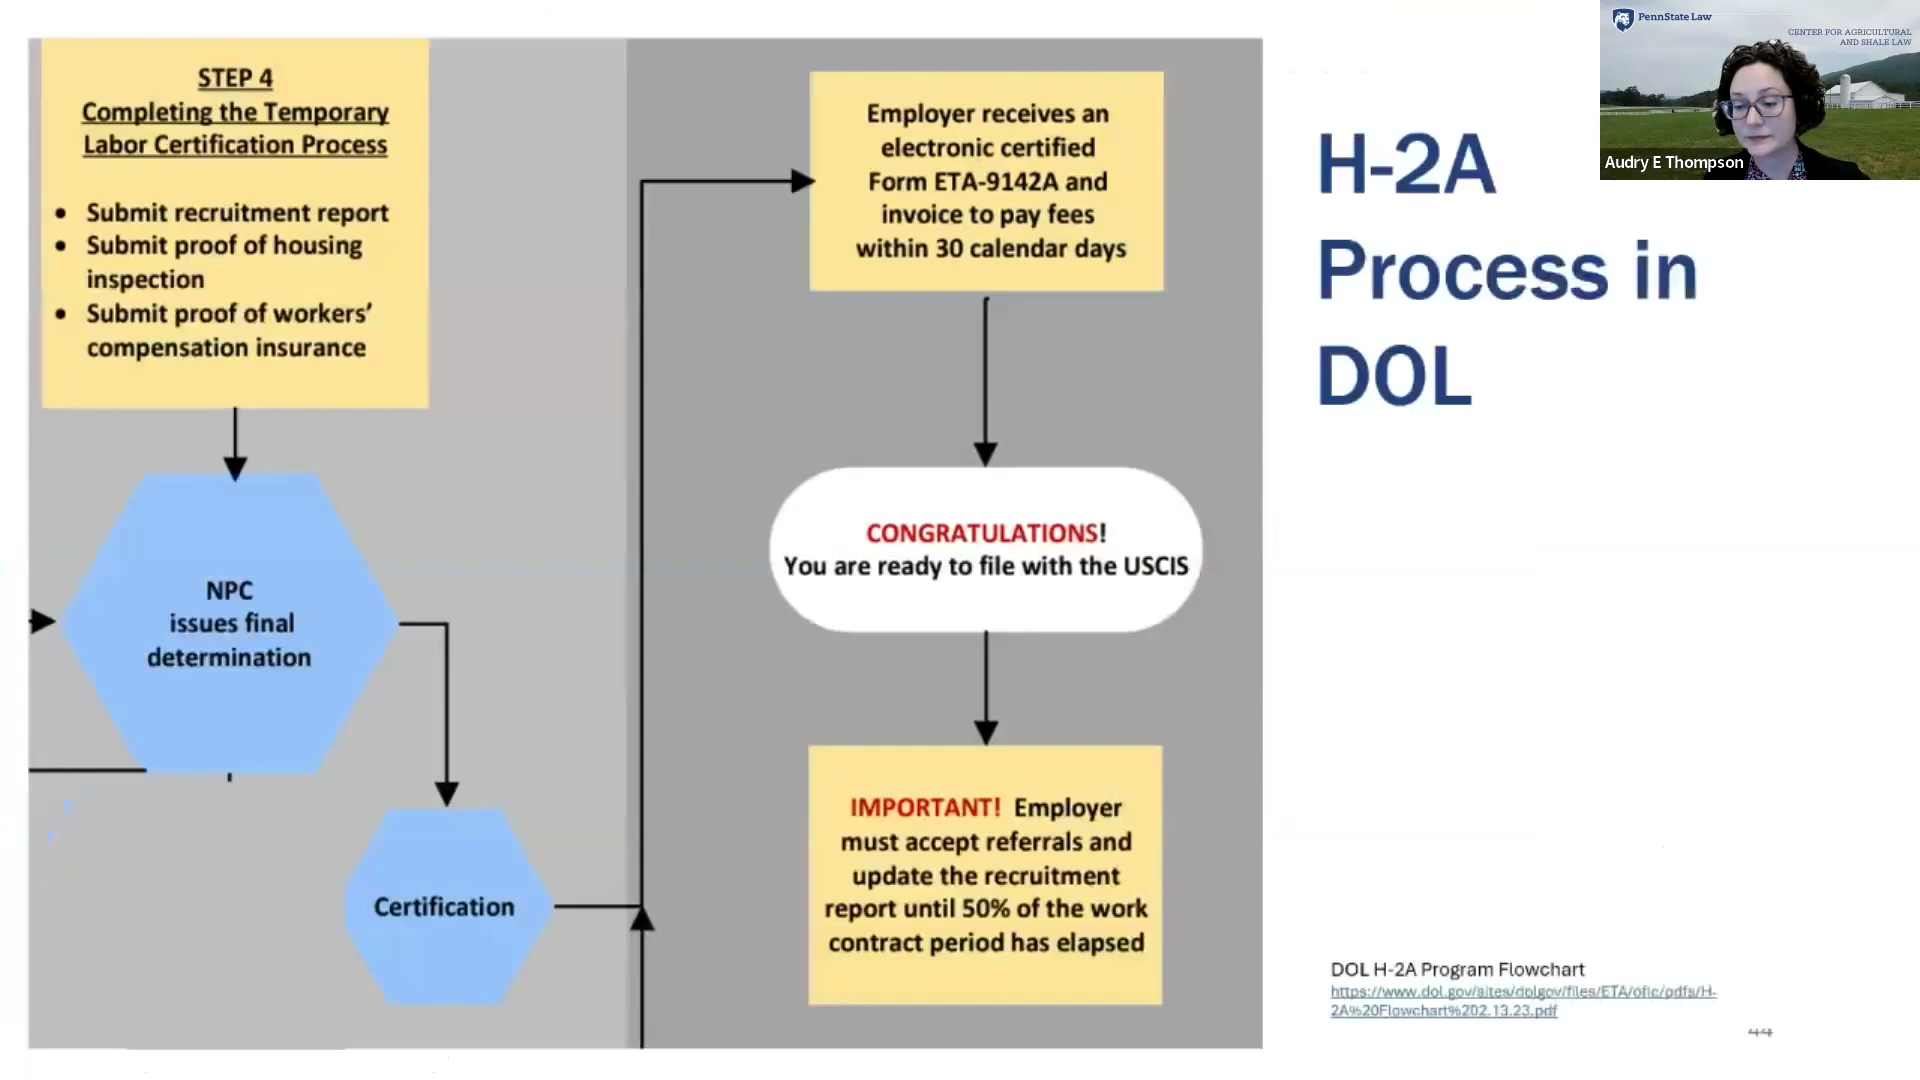 STEP 4
Completing the Temporary
Labor Certification Process
• Submit recruitment report
• Submit proof of housing
inspection
• Submit proof of workers’
compensation insurance
NPC
issues final
determination
Certification
Employer receives an
electronic certified
Form ETA-9142A and
invoice to pay fees
within 30 calendar days
CONGRATULATIONS!
You are ready to file with the USCIS
IMPORTANT! Employer
must accept referrals and
update the recruitment
report until 50% of the work
contract period has elapsed
H-2A
Process in
DOL
PennState Law
CENTER FOR AGRICULTURAL
AND SHALE LAW
Audry E Thompson
DOL H-2A Program Flowchart
https://www.dol.gov/sites/dolgov/files/ETA/oflc/pdfs/H-
2A%20Flowchart%202.13.23.pdf
44